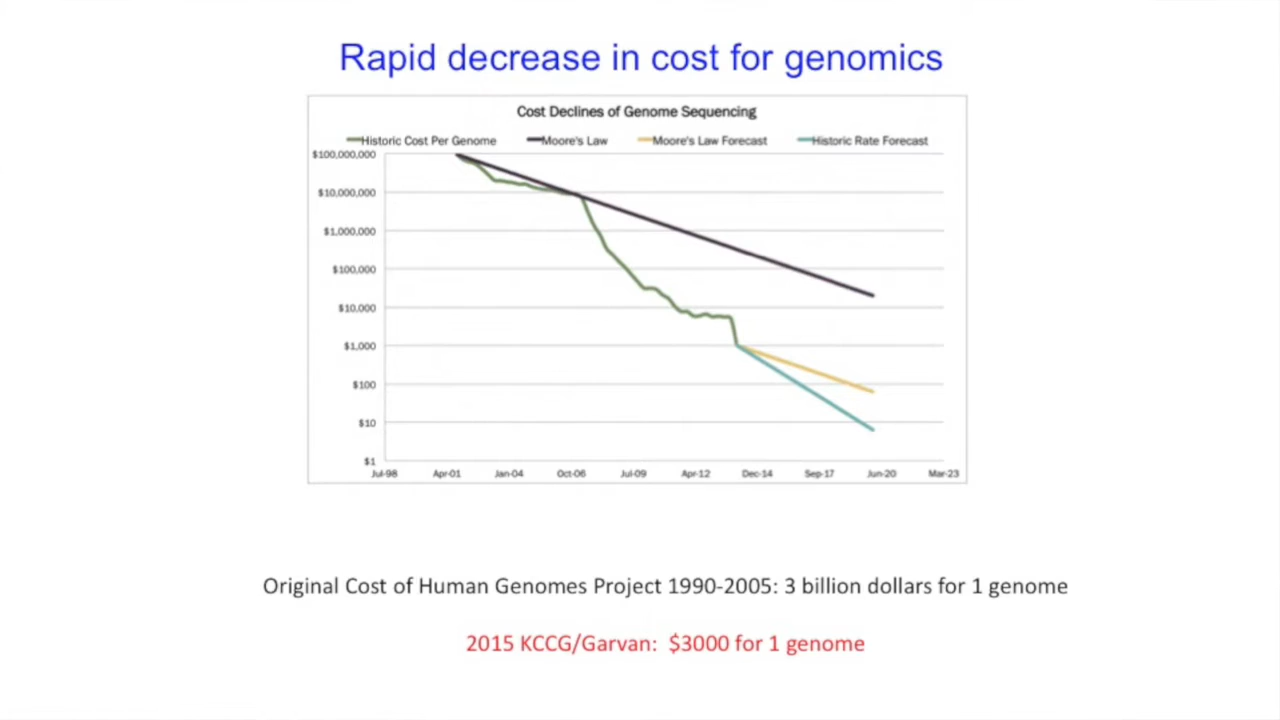 Rapid decrease in cost for genomics
Cost Declines of Genome Sequencing
Historic Cost Per Genome Moore's Law Moore's Law Forecast Historic Rate Forecast
$100,000,000
$10,000,000
$1,000,000
$100,000
$10,000
$1,000
$100
$10
$1
Jul-98 Apr-01 Jan-04 Oct-06 Jul-09 Apr-12 Dec-14 Sep-17 Jun-20 Mar-23
Original Cost of Human Genomes Project 1990-2005: 3 billion dollars for 1 genome
2015 KCCG/Garvan: $3000 for 1 genome